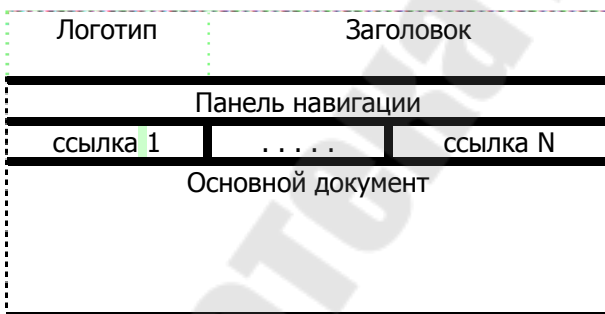 Логотип Заголовок
Панель навигации
ссылка 1 . . . . . ссылка N
Основной документ